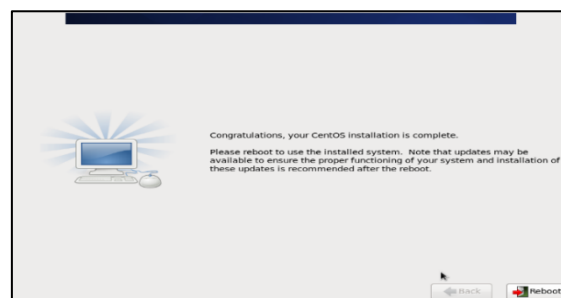 Congratulations, your CentOS installation is complete.
Please reboot to use the installed system. Note that updates may be
available to ensure the proper functioning of your system and installation of
these updates is recommended after the reboot.
Back
Reboot